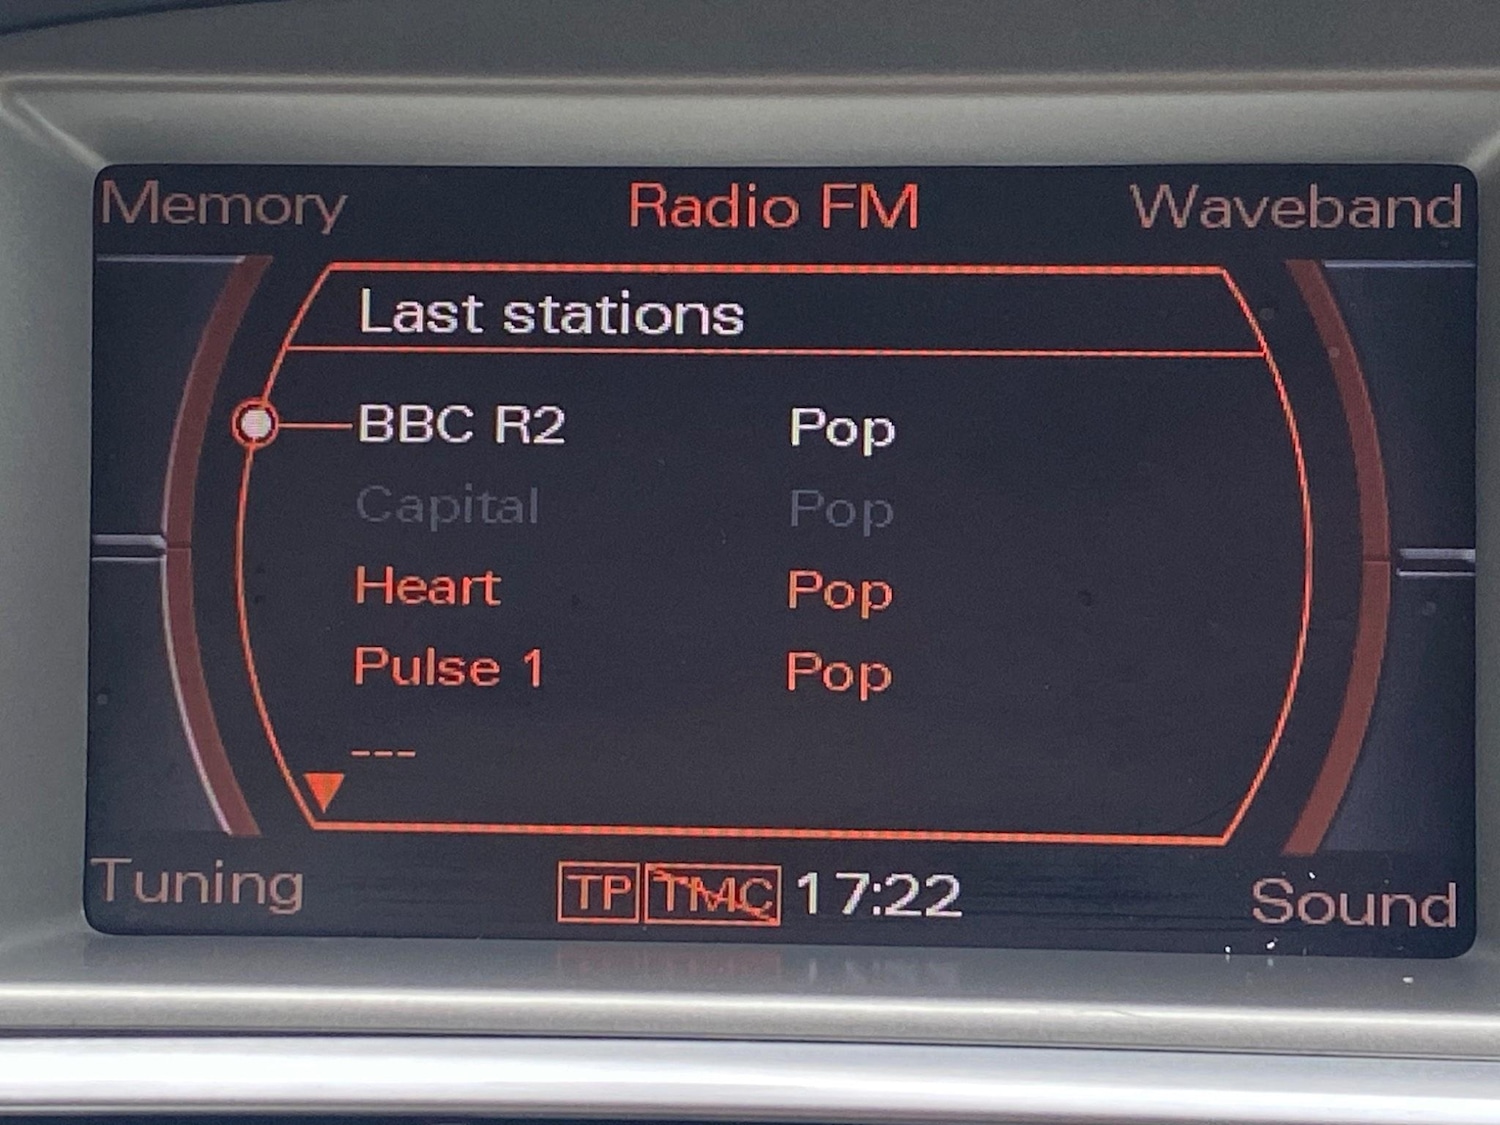 Memory Radio FM Waveband
Last stations
BBC R2 Pop
Capital Pop
Heart Pop
Pulse 1 Pop
---
Tuning TP TMC 17:22 Sound